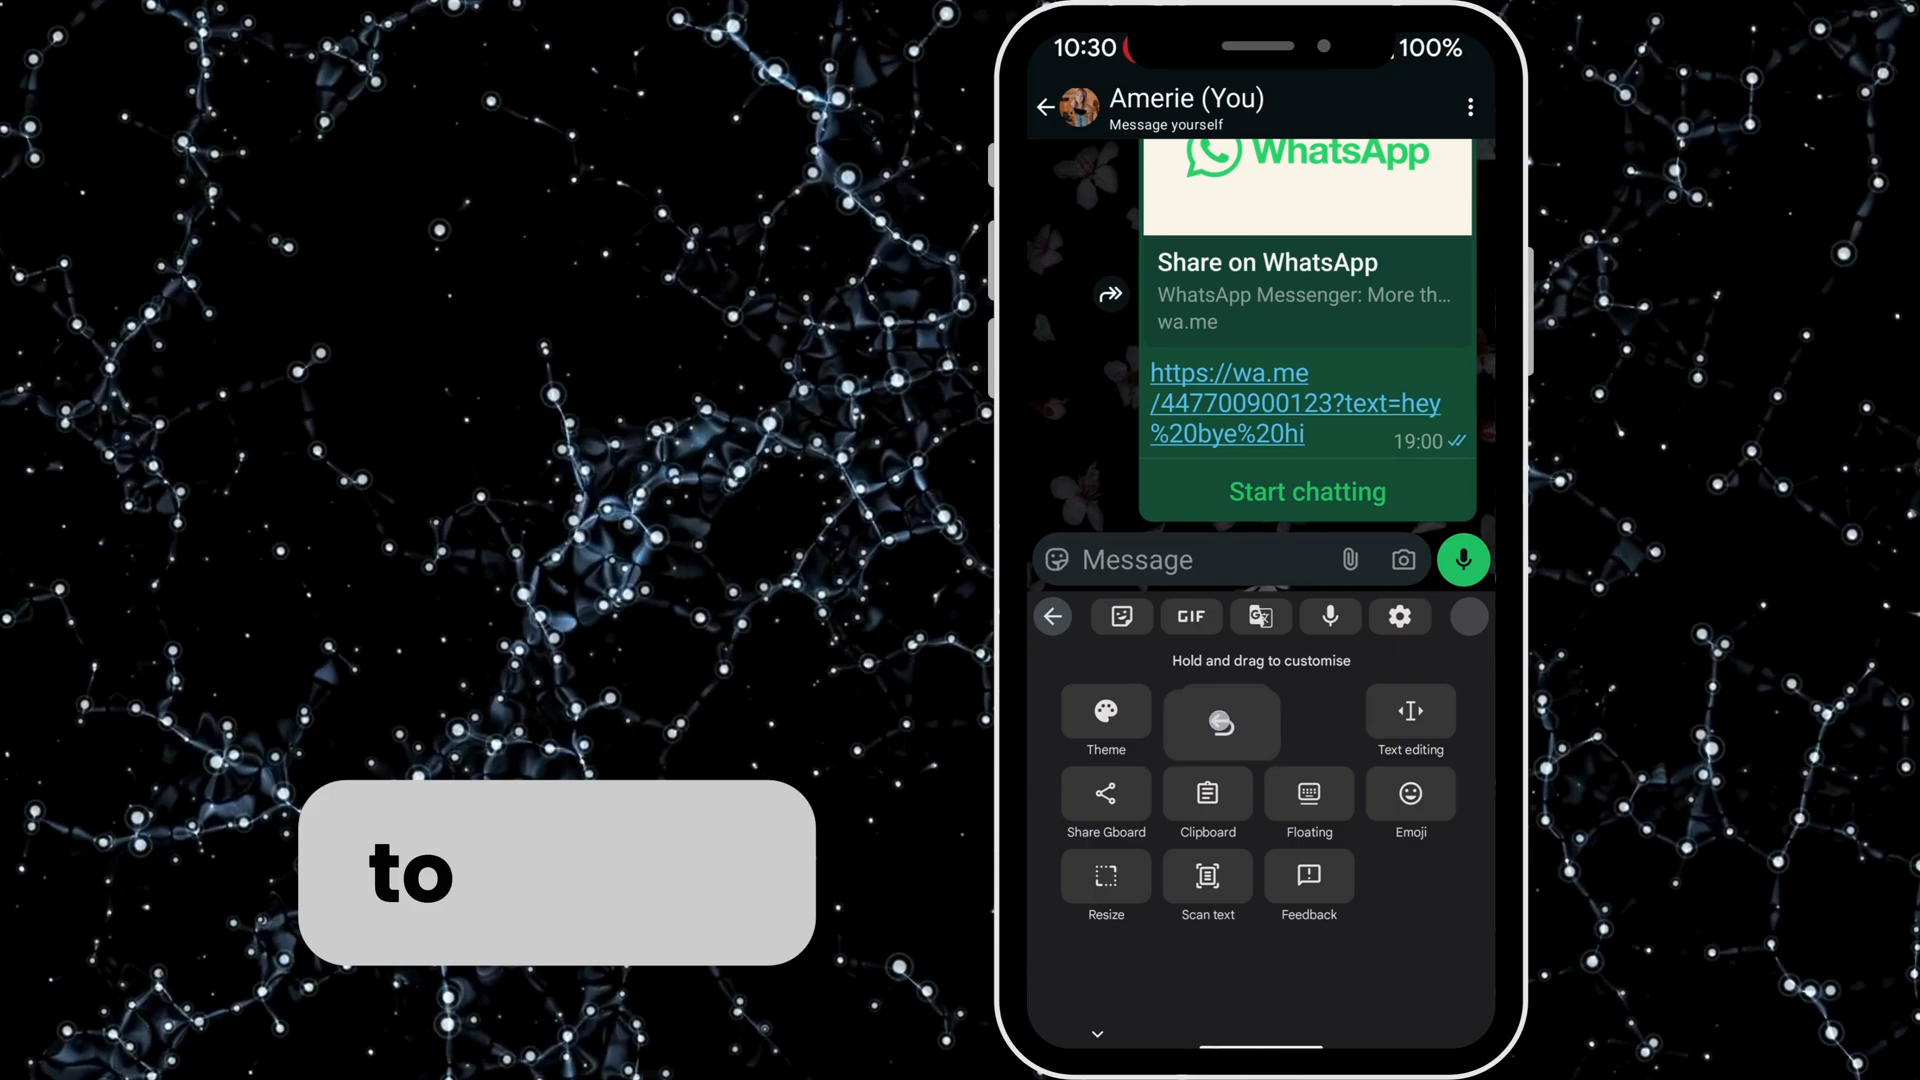 10:30
100%
Amerie (You)
Message yourself
WhatsApp
Share on WhatsApp
WhatsApp Messenger: More th...
wa.me
https://wa.me
/447700900123?text=hey
%20bye%20hi
19:00
Start chatting
Message
GIF
Hold and drag to customise
Theme
Text editing
Share Gboard
Clipboard
Floating
Emoji
Resize
Scan text
Feedback
to